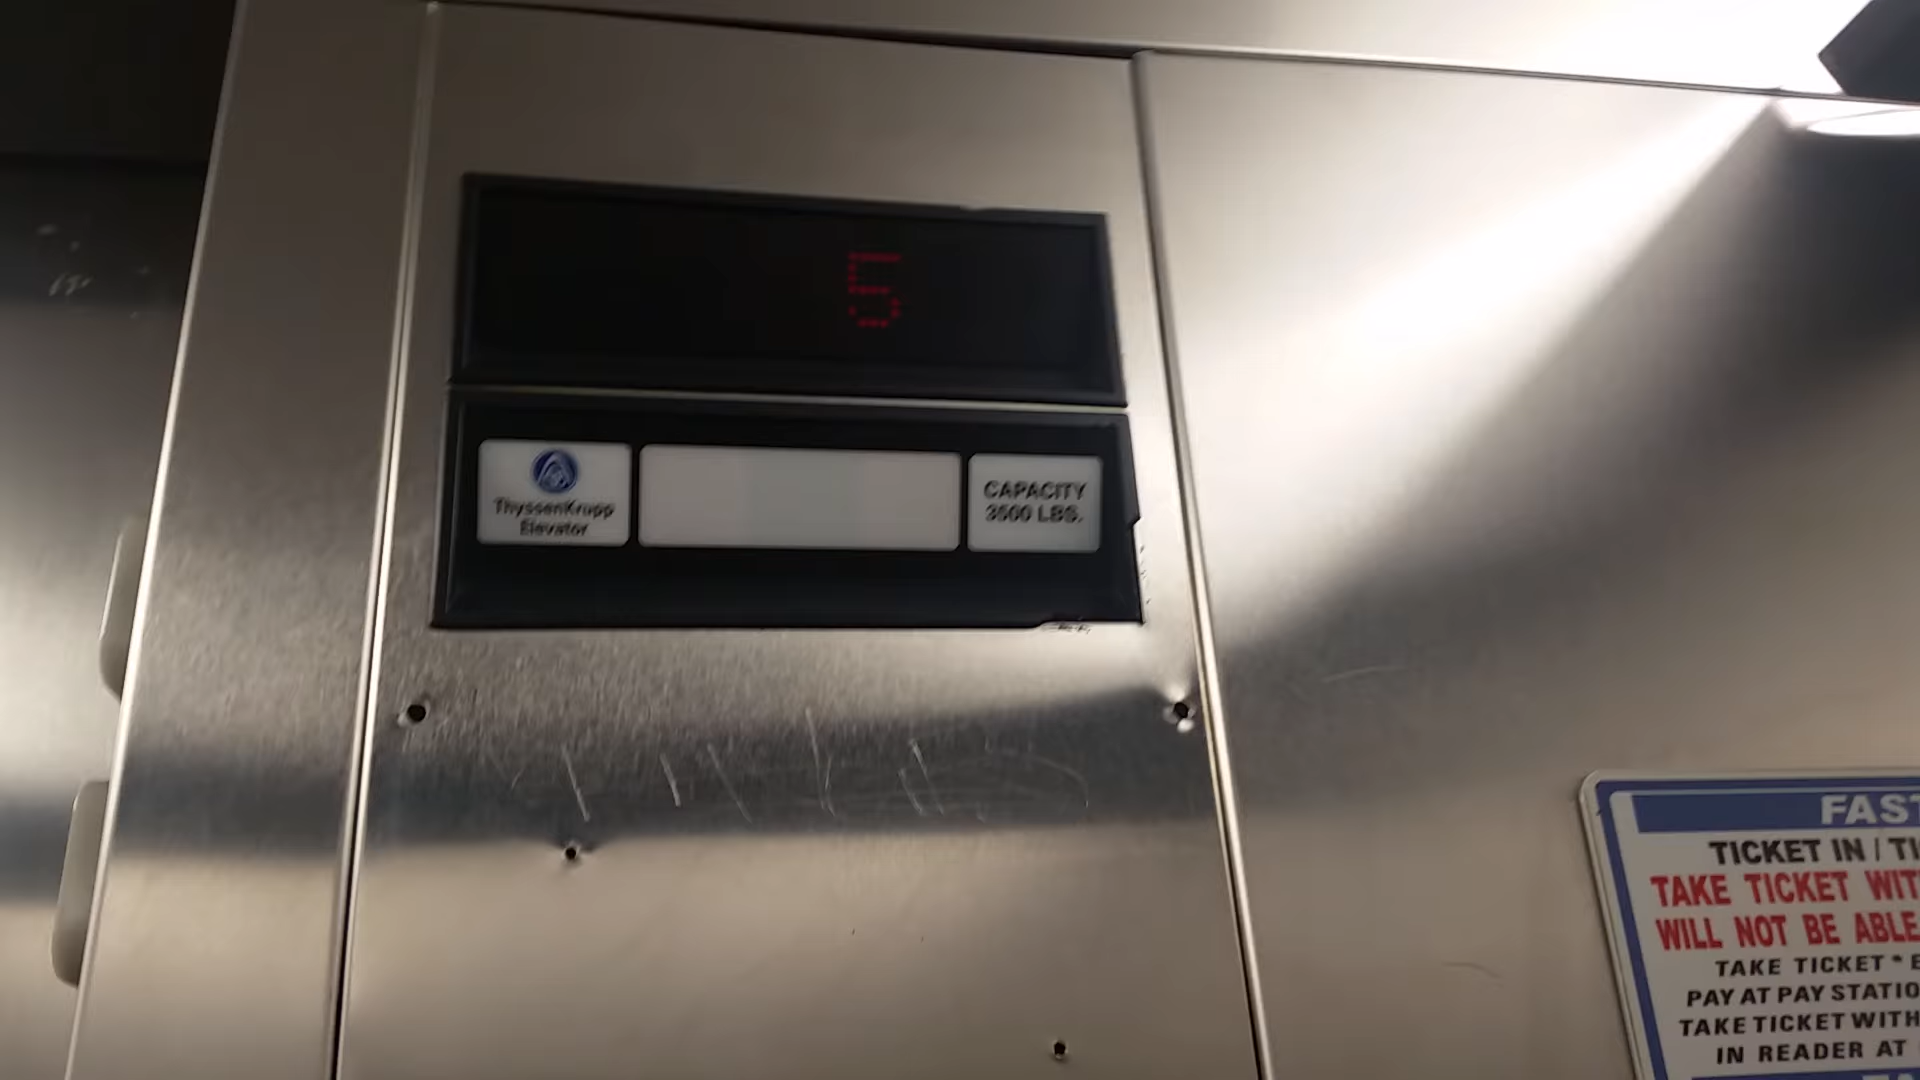 5
ThyssenKrupp
Elevator
CAPACITY
3500 LBS.
FAST
TICKET IN / TI
TAKE TICKET WIT
WILL NOT BE ABLE
TAKE TICKET * E
PAY AT PAY STATIO
TAKE TICKET WITH
IN READER AT